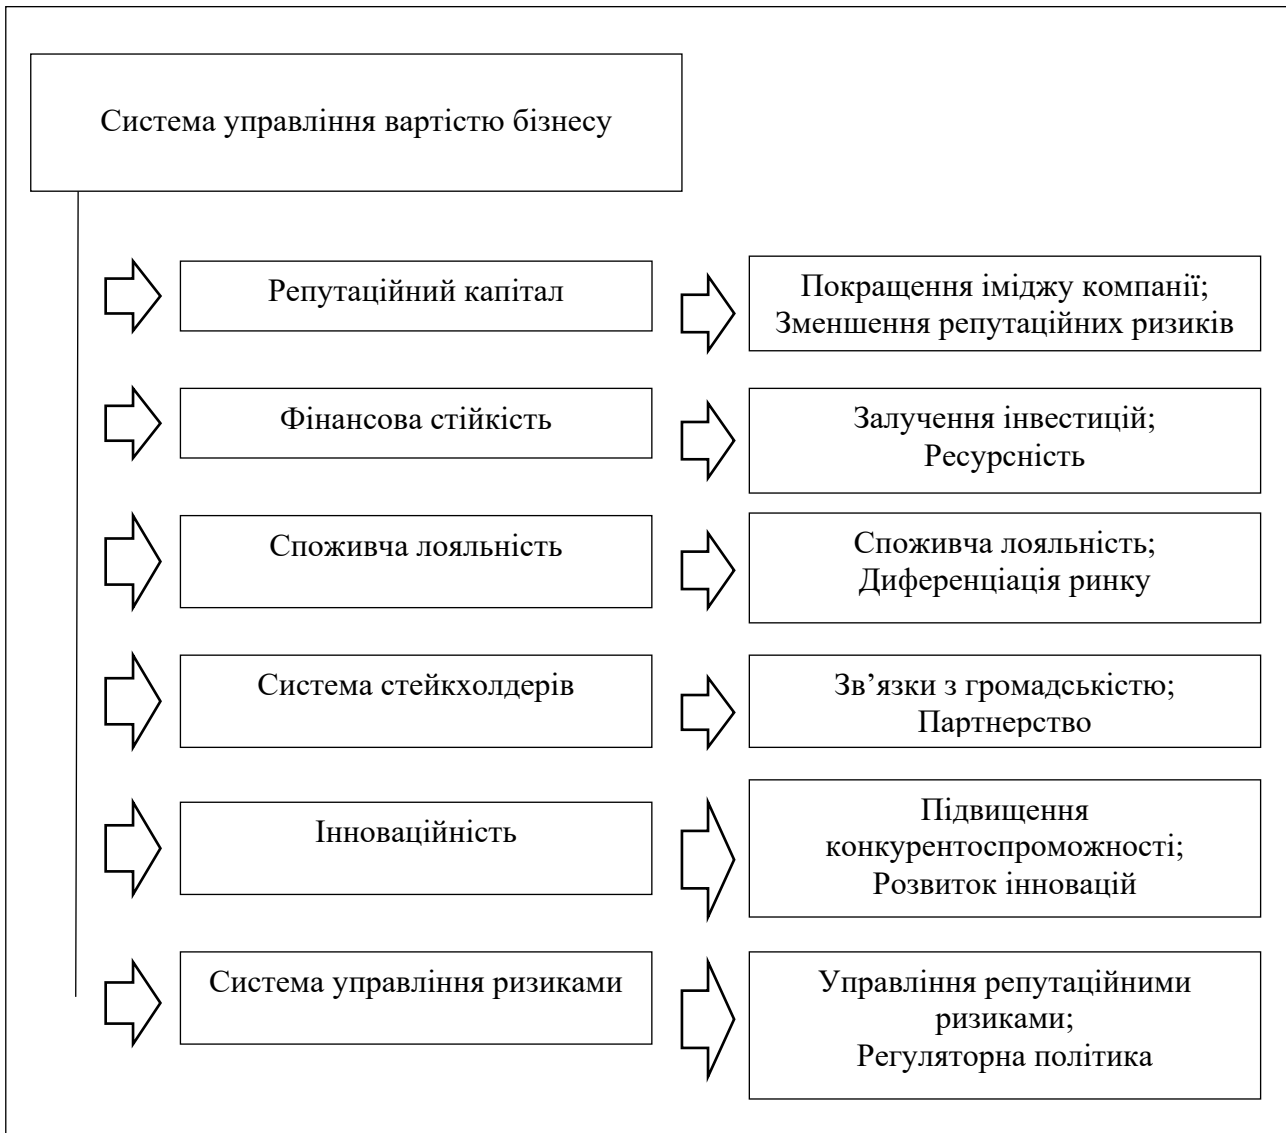 Система управління вартістю бізнесу
Репутаційний капітал
Покращення іміджу компанії;
Зменшення репутаційних ризиків
Фінансова стійкість
Залучення інвестицій;
Ресурсність
Споживча лояльність
Споживча лояльність;
Диференціація ринку
Система стейкхолдерів
Зв’язки з громадськістю;
Партнерство
Інноваційність
Підвищення
конкурентоспроможності;
Розвиток інновацій
Система управління ризиками
Управління репутаційними
ризиками;
Регуляторна політика